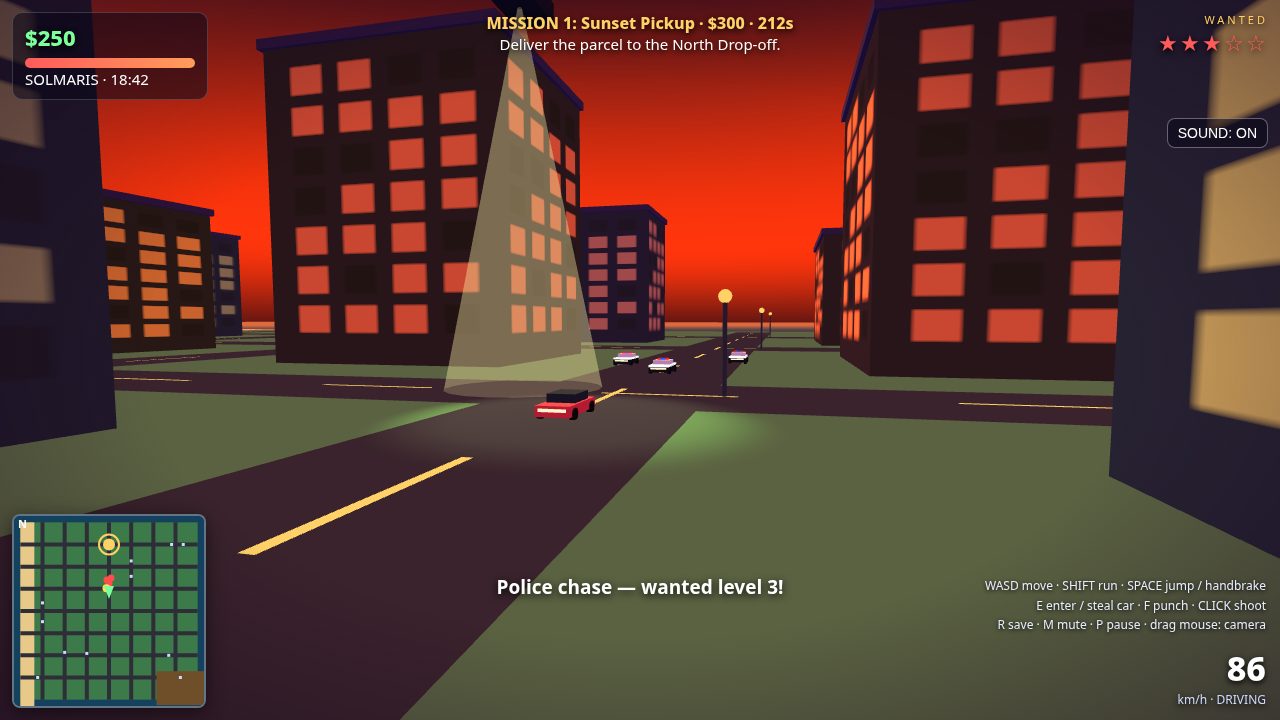 $250
SOLMARIS · 18:42
MISSION 1: Sunset Pickup · $300 · 212s
Deliver the parcel to the North Drop-off.
WANTED
★★★☆☆
SOUND: ON
N
Police chase — wanted level 3!
WASD move · SHIFT run · SPACE jump / handbrake
E enter / steal car · F punch · CLICK shoot
R save · M mute · P pause · drag mouse: camera
86
km/h · DRIVING